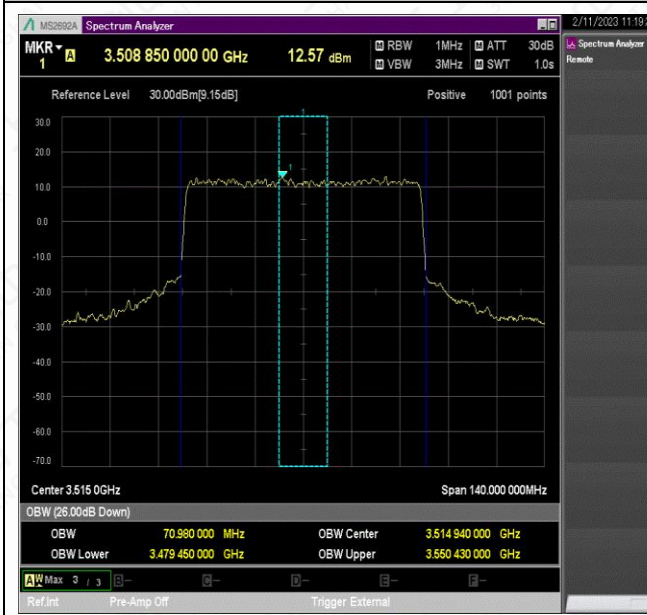 MS2692A Spectrum Analyzer
2/11/2023 11:19:
MKR 1 A 3.508 850 000 00 GHz 12.57 dBm
M RBW 1MHz M ATT 30dB
M VBW 3MHz M SWT 1.0s
Spectrum Analyzer
Remote
Reference Level 30.00dBm[9.15dB] Positive 1001 points
1
30.0
20.0
1
10.0
0.0
-10.0
-20.0
-30.0
-40.0
-50.0
-60.0
-70.0
Center 3.515 0GHz Span 140.000 000MHz
OBW (26.00dB Down)
OBW 70.980 000 MHz OBW Center 3.514 940 000 GHz
OBW Lower 3.479 450 000 GHz OBW Upper 3.550 430 000 GHz
A W Max 3 / 3 B- C- D- E- F-
Ref.Int Pre-Amp Off Trigger External